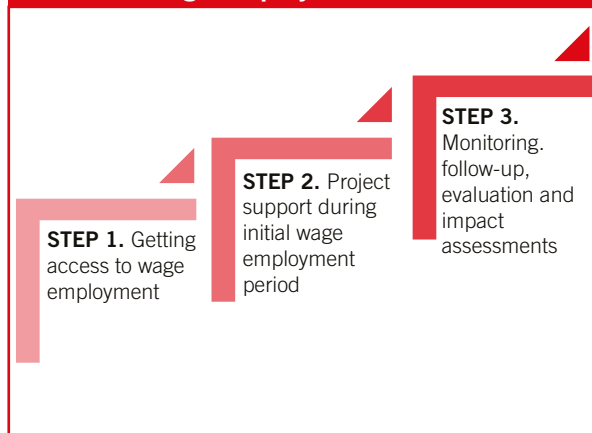 STEP 1. Getting
access to wage
employment
STEP 2. Project
support during
initial wage
employment
period
STEP 3.
Monitoring.
follow-up,
evaluation and
impact
assessments